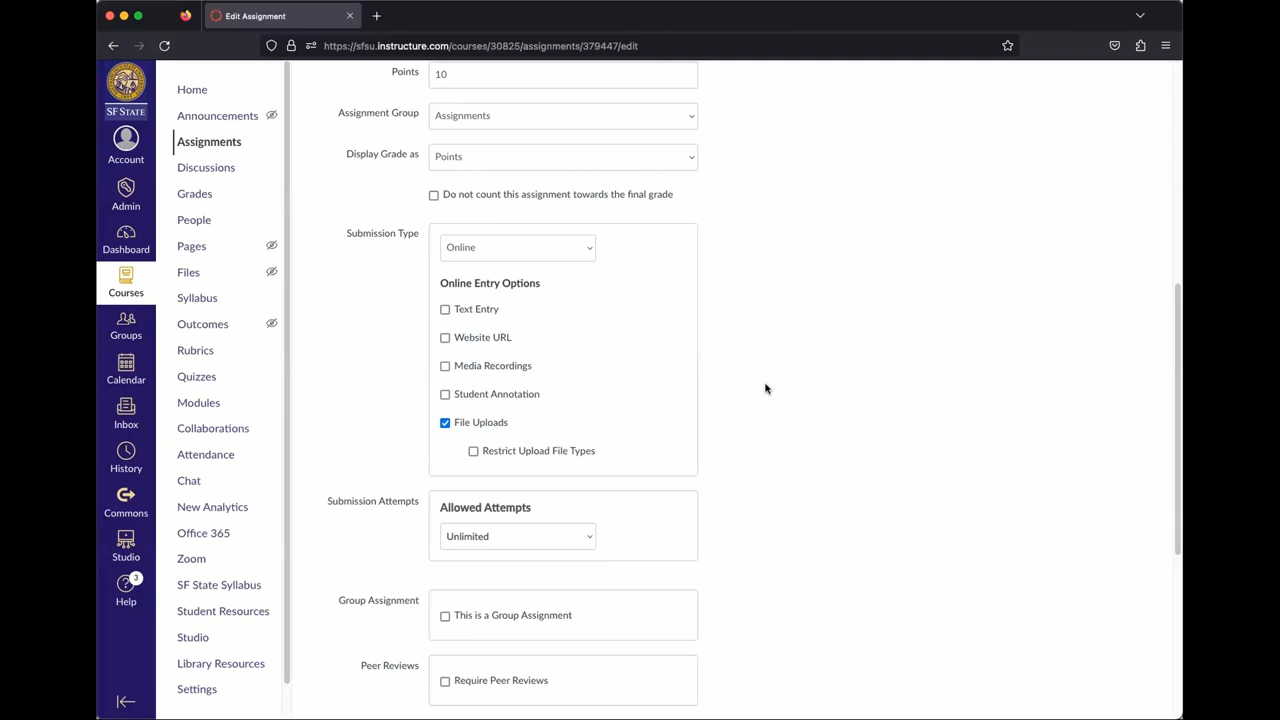 Edit Assignment
https://sfsu.instructure.com/courses/30825/assignments/379447/edit
SF STATE
Account
Admin
Dashboard
Courses
Groups
Calendar
Inbox
History
Commons
Studio
3
Help
Home
Announcements
Assignments
Discussions
Grades
People
Pages
Files
Syllabus
Outcomes
Rubrics
Quizzes
Modules
Collaborations
Attendance
Chat
New Analytics
Office 365
Zoom
SF State Syllabus
Student Resources
Studio
Library Resources
Settings
Points 10
Assignment Group Assignments
Display Grade as Points
Do not count this assignment towards the final grade
Submission Type Online
Online Entry Options
Text Entry
Website URL
Media Recordings
Student Annotation
File Uploads
Restrict Upload File Types
Submission Attempts Allowed Attempts
Unlimited
Group Assignment This is a Group Assignment
Peer Reviews Require Peer Reviews